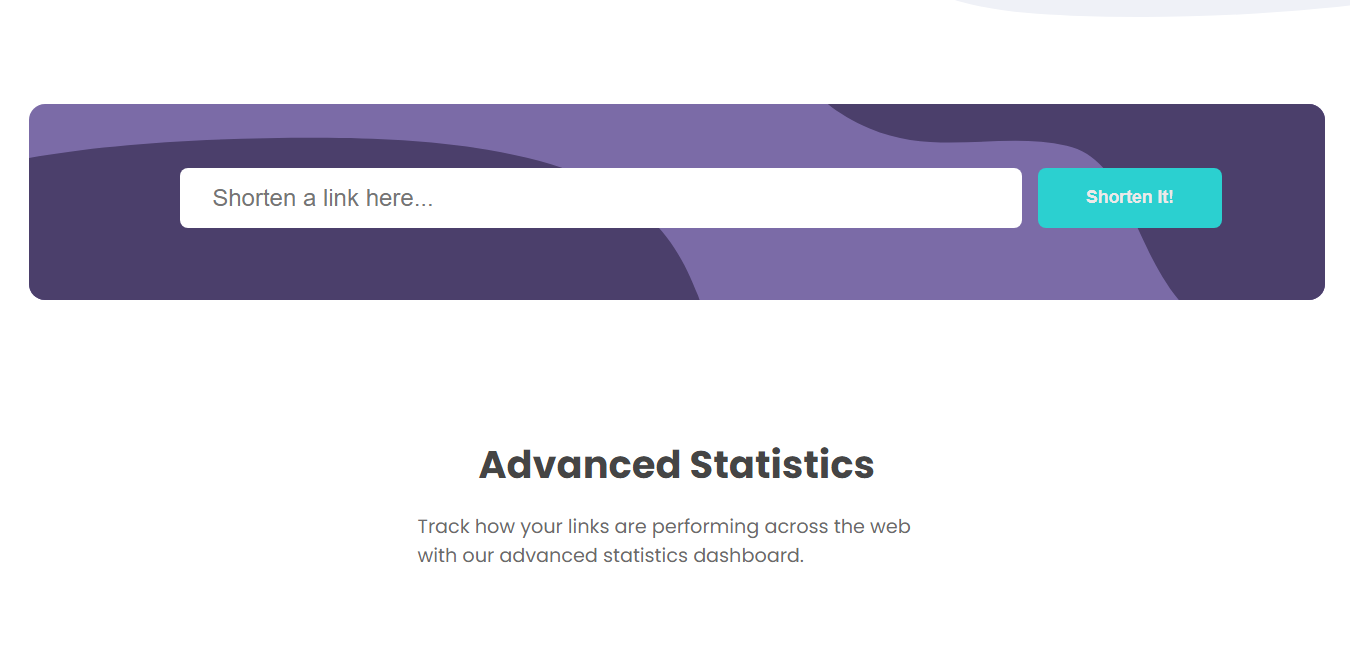 Shorten a link here...
Shorten It!
Advanced Statistics
Track how your links are performing across the web
with our advanced statistics dashboard.